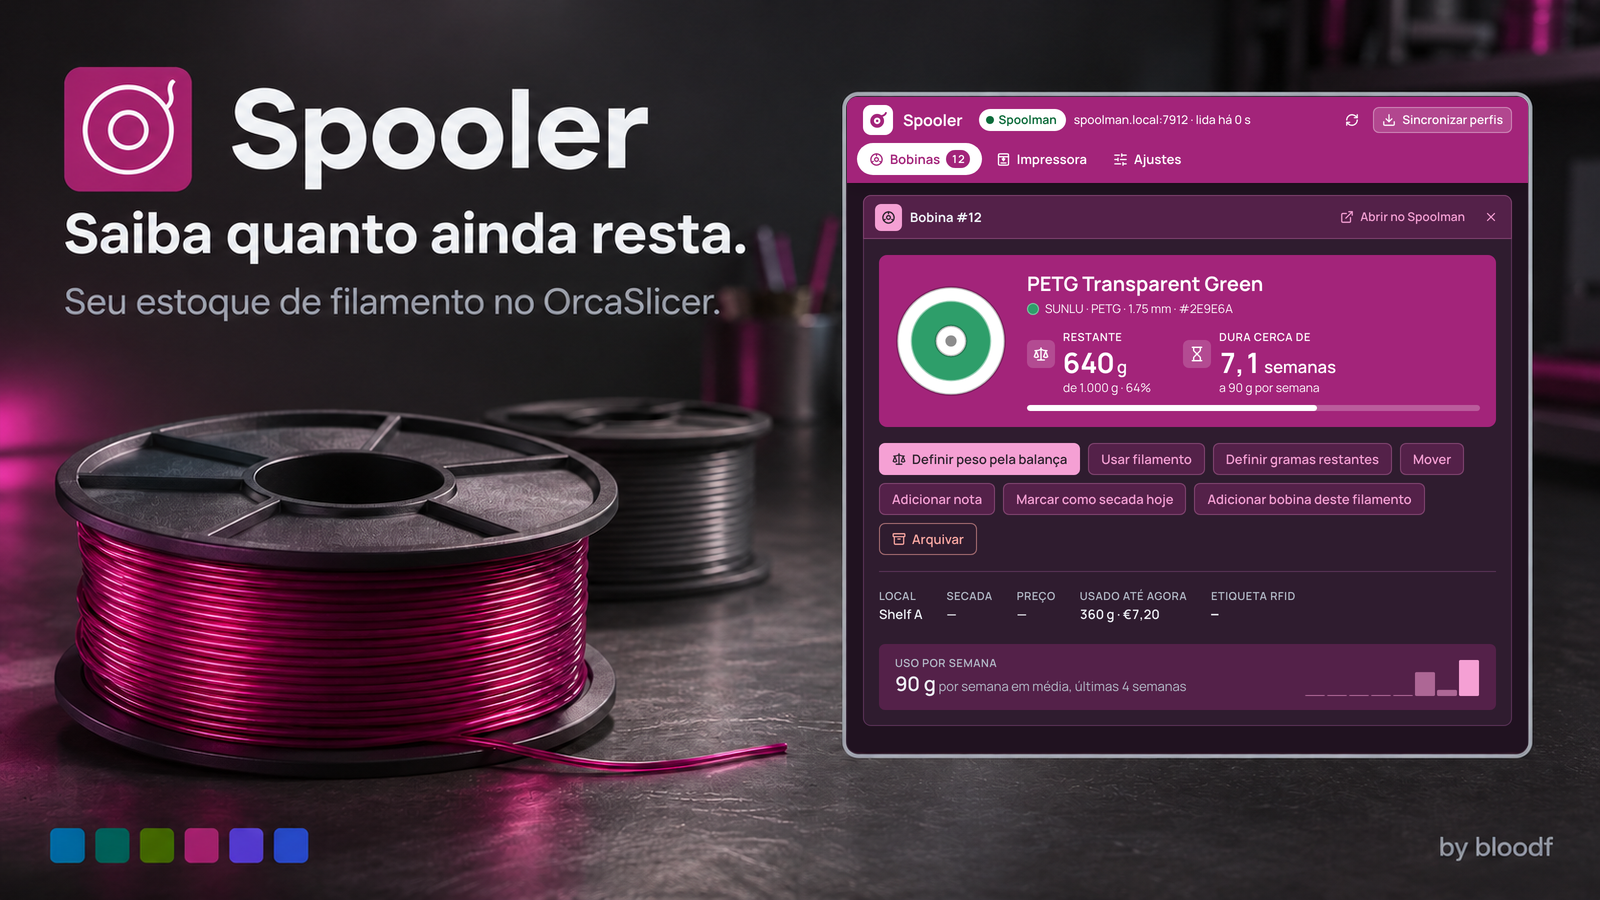 Spooler
Saiba quanto ainda resta.
Seu estoque de filamento no OrcaSlicer.
Spooler
Spoolman
spoolman.local:7912 · lida há 0 s
Sincronizar perfis
Bobinas 12
Impressora
Ajustes
Bobina #12
Abrir no Spoolman
PETG Transparent Green
SUNLU · PETG · 1.75 mm · #2E9E6A
RESTANTE
640 g
de 1.000 g · 64%
DURA CERCA DE
7,1 semanas
a 90 g por semana
Definir peso pela balança
Usar filamento
Definir gramas restantes
Mover
Adicionar nota
Marcar como secada hoje
Adicionar bobina deste filamento
Arquivar
LOCAL
Shelf A
SECADA
–
PREÇO
–
USADO ATÉ AGORA
360 g · €7,20
ETIQUETA RFID
–
USO POR SEMANA
90 g por semana em média, últimas 4 semanas
by bloodf